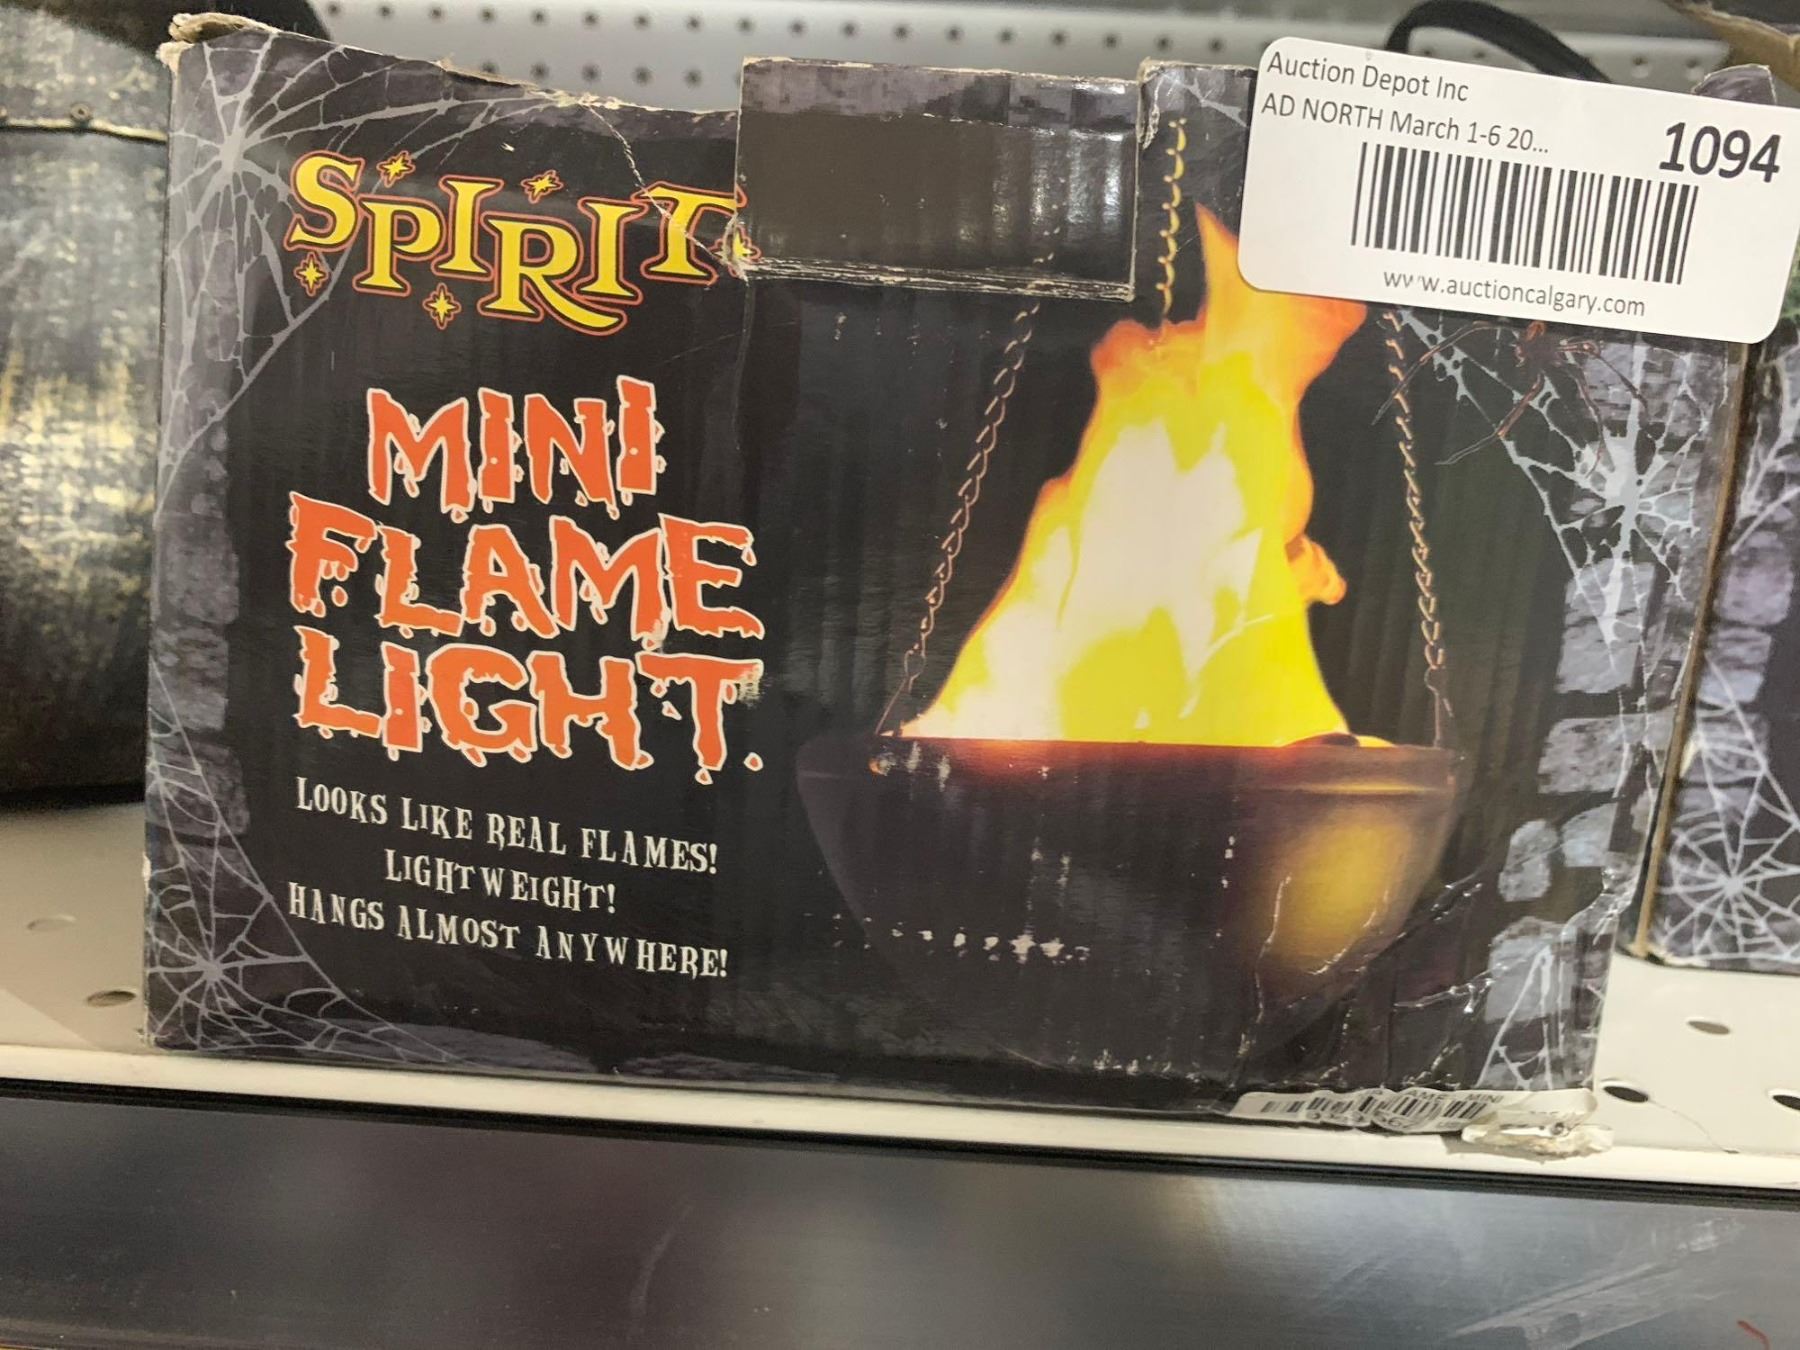 Auction Depot Inc
AD NORTH March 1-6 20...
1094
www.auctioncalgary.com
SPIRIT
MINI
FLAME
LIGHT.
LOOKS LIKE REAL FLAMES!
LIGHTWEIGHT!
HANGS ALMOST ANYWHERE!
MINI